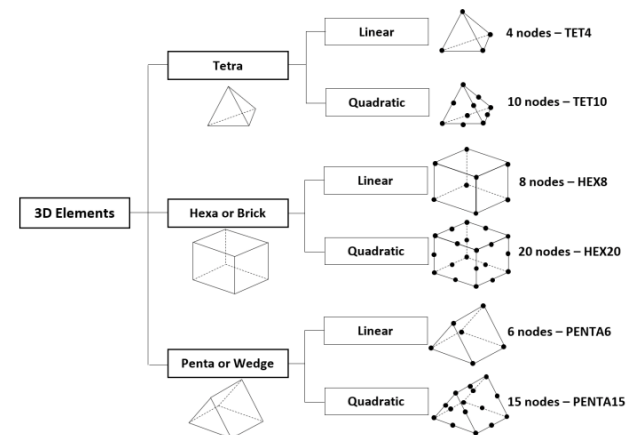 Linear
4 nodes – TET4
Tetra
Quadratic
10 nodes – TET10
Linear
8 nodes – HEX8
3D Elements
Hexa or Brick
Quadratic
20 nodes – HEX20
Linear
6 nodes – PENTA6
Penta or Wedge
Quadratic
15 nodes – PENTA15